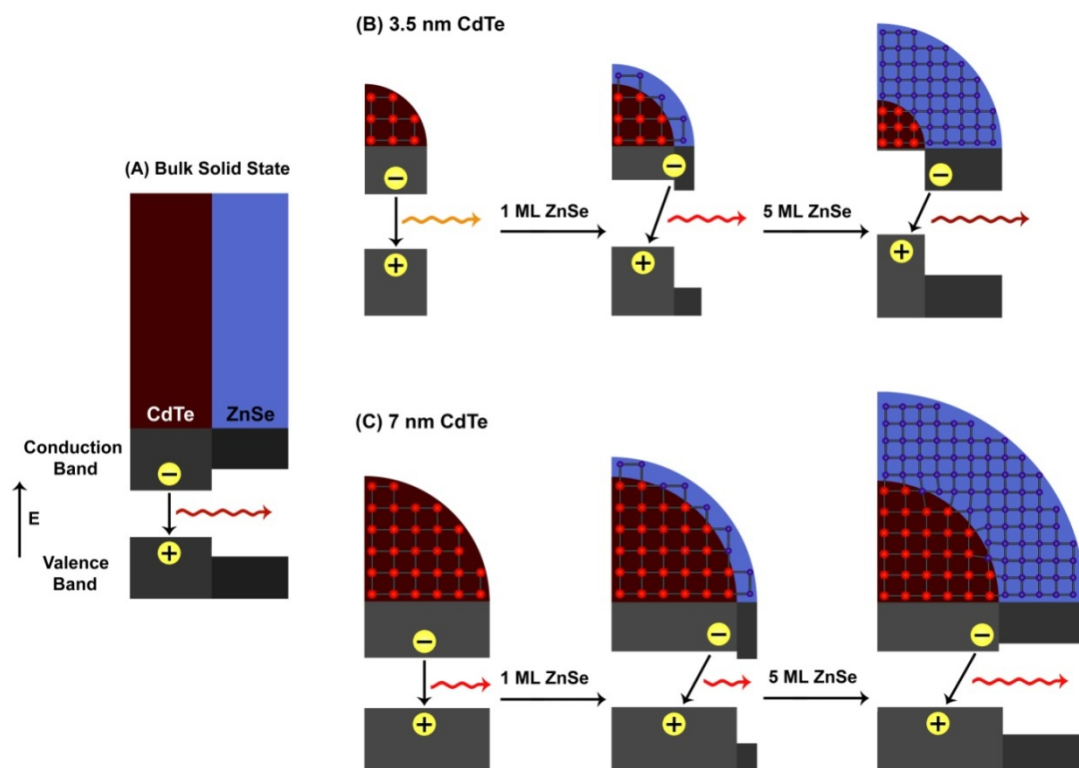 (A) Bulk Solid State
CdTe
ZnSe
Conduction
Band
E
Valence
Band
(B) 3.5 nm CdTe
−
+
1 ML ZnSe
−
+
5 ML ZnSe
−
+
−
+
(C) 7 nm CdTe
−
+
1 ML ZnSe
−
+
5 ML ZnSe
−
+